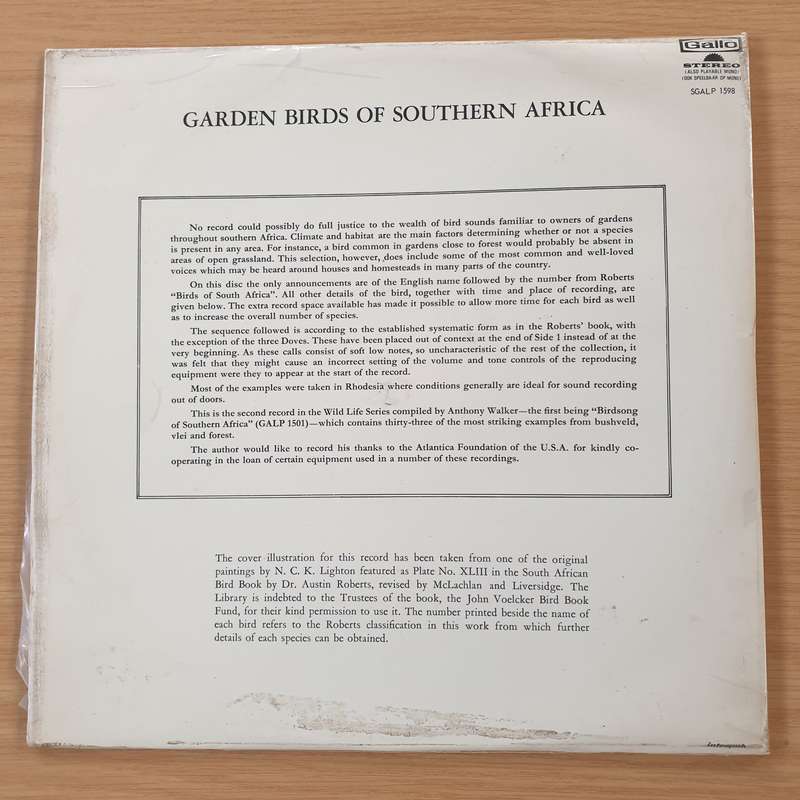 Gallo
STEREO
(ALSO PLAYABLE MONO)
(OOK SPEELBAAR OP MONO)
SGALP 1598
GARDEN BIRDS OF SOUTHERN AFRICA
No record could possibly do full justice to the wealth of bird sounds familiar to owners of gardens
throughout southern Africa. Climate and habitat are the main factors determining whether or not a species
is present in any area. For instance, a bird common in gardens close to forest would probably be absent in
areas of open grassland. This selection, however, does include some of the most common and well-loved
voices which may be heard around houses and homesteads in many parts of the country.
On this disc the only announcements are of the English name followed by the number from Roberts
"Birds of South Africa". All other details of the bird, together with time and place of recording, are
given below. The extra record space available has made it possible to allow more time for each bird as well
as to increase the overall number of species.
The sequence followed is according to the established systematic form as in the Roberts' book, with
the exception of the three Doves. These have been placed out of context at the end of Side 1 instead of at the
very beginning. As these calls consist of soft low notes, so uncharacteristic of the rest of the collection, it
was felt that they might cause an incorrect setting of the volume and tone controls of the reproducing
equipment were they to appear at the start of the record.
Most of the examples were taken in Rhodesia where conditions generally are ideal for sound recording
out of doors.
This is the second record in the Wild Life Series compiled by Anthony Walker—the first being "Birdsong
of Southern Africa" (GALP 1501)—which contains thirty-three of the most striking examples from bushveld,
vlei and forest.
The author would like to record his thanks to the Atlantica Foundation of the U.S.A. for kindly co-
operating in the loan of certain equipment used in a number of these recordings.
The cover illustration for this record has been taken from one of the original
paintings by N. C. K. Lighton featured as Plate No. XLIII in the South African
Bird Book by Dr. Austin Roberts, revised by McLachlan and Liversidge. The
Library is indebted to the Trustees of the book, the John Voelcker Bird Book
Fund, for their kind permission to use it. The number printed beside the name of
each bird refers to the Roberts classification in this work from which further
details of each species can be obtained.